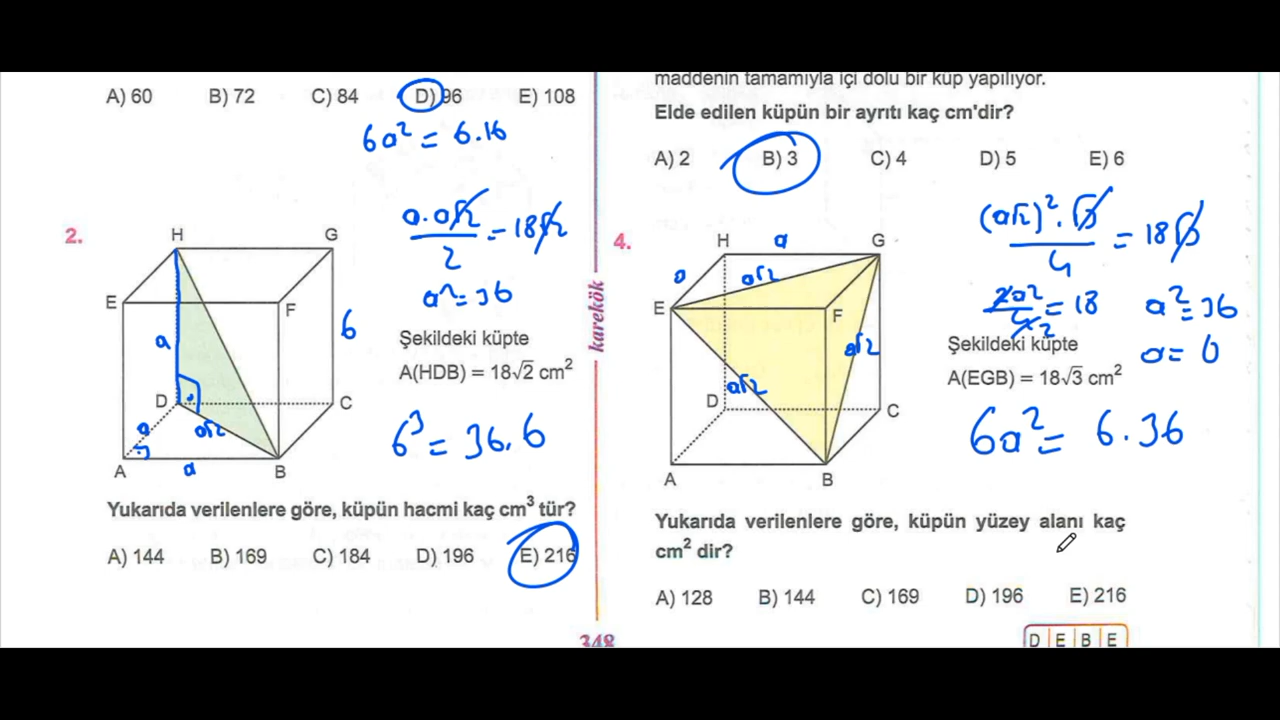 A) 60 B) 72 C) 84 D) 96 E) 108
6a² = 6.16
2.
H G
E F
D C
A B
a
a
a
a√2
6
a.a√2 / 2 = 18√2
a² = 36
Şekildeki küpte
A(HDB) = 18√2 cm²
6³ = 36.6
Yukarıda verilenlere göre, küpün hacmi kaç cm³ tür?
A) 144 B) 169 C) 184 D) 196 E) 216
karekök
348
maddenin tamamıyla içi dolu bir küp yapılıyor.
Elde edilen küpün bir ayrıtı kaç cm'dir?
A) 2 B) 3 C) 4 D) 5 E) 6
4.
H a G
a a√2
E F
a√2
a√2
D C
A B
(a√2)².√3 / 4 = 18√3
2a² / 4 2 = 18 a² = 36
a = 6
Şekildeki küpte
A(EGB) = 18√3 cm²
6a² = 6.36
Yukarıda verilenlere göre, küpün yüzey alanı kaç
cm² dir?
A) 128 B) 144 C) 169 D) 196 E) 216
D E B E